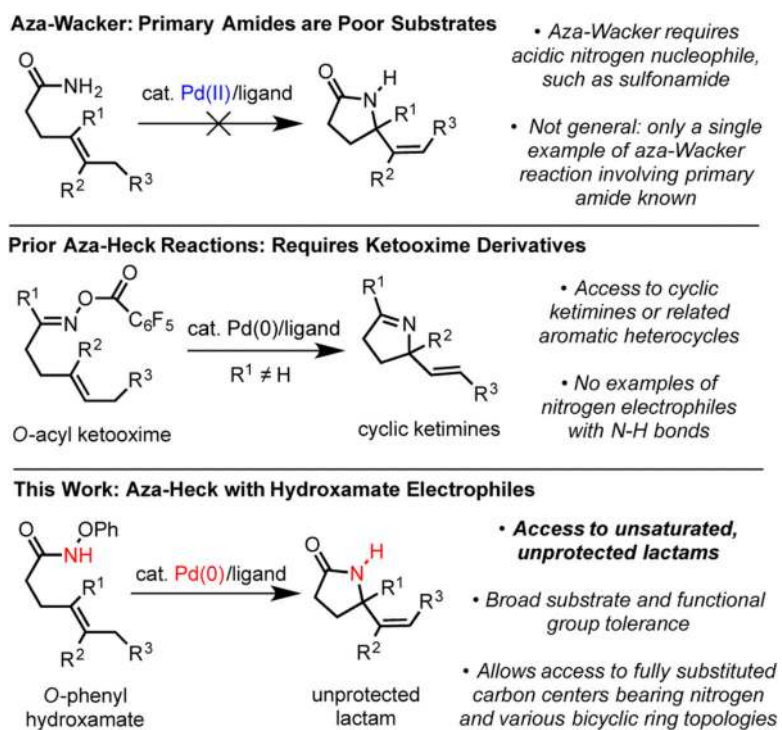 Aza-Wacker: Primary Amides are Poor Substrates
O
NH2
R1
R2
R3
cat. Pd(II)/ligand
O
N
H
R1
R3
R2
• Aza-Wacker requires
acidic nitrogen nucleophile,
such as sulfonamide
• Not general: only a single
example of aza-Wacker
reaction involving primary
amide known
Prior Aza-Heck Reactions: Requires Ketooxime Derivatives
R1
N
O
O
C6F5
R2
R3
O-acyl ketooxime
cat. Pd(0)/ligand
R1 ≠ H
R1
N
R2
R3
cyclic ketimines
• Access to cyclic
ketimines or related
aromatic heterocycles
• No examples of
nitrogen electrophiles
with N-H bonds
This Work: Aza-Heck with Hydroxamate Electrophiles
O
OPh
NH
R1
R2
R3
O-phenyl
hydroxamate
cat. Pd(0)/ligand
O
N
H
R1
R3
R2
unprotected
lactam
• Access to unsaturated,
unprotected lactams
• Broad substrate and functional
group tolerance
• Allows access to fully substituted
carbon centers bearing nitrogen
and various bicyclic ring topologies